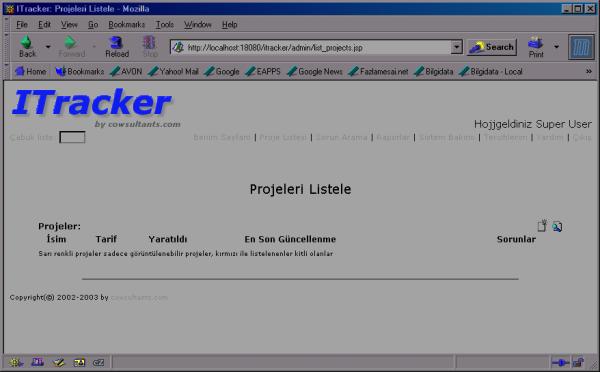 ITracker: Projeleri Listele - Mozilla
File Edit View Go Bookmarks Tools Window Help
Back Forward Reload Stop http://localhost:18080/itracker/admin/list_projects.jsp Search Print
Home Bookmarks AVON Yahoo! Mail Google EAPPS Google News Fazlamesai.net Bilgidata Bilgidata - Local »
ITracker
by cowsultants.com
Hojjgeldiniz Super User
Çabuk liste: Benim Sayfam | Proje Listesi | Sorun Arama | Raporlar | Sistem Bakimi | Tercihlerim | Yardim | Çıkış
Projeleri Listele
Projeler:
İsim Tarif Yaratıldı En Son Güncellenme Sorunlar
Sarı renkli projeler sadece görüntülenebilir projeler, kırmızı ile listelenenler kitli olanlar
Copyright(©) 2002-2003 by cowsultants.com